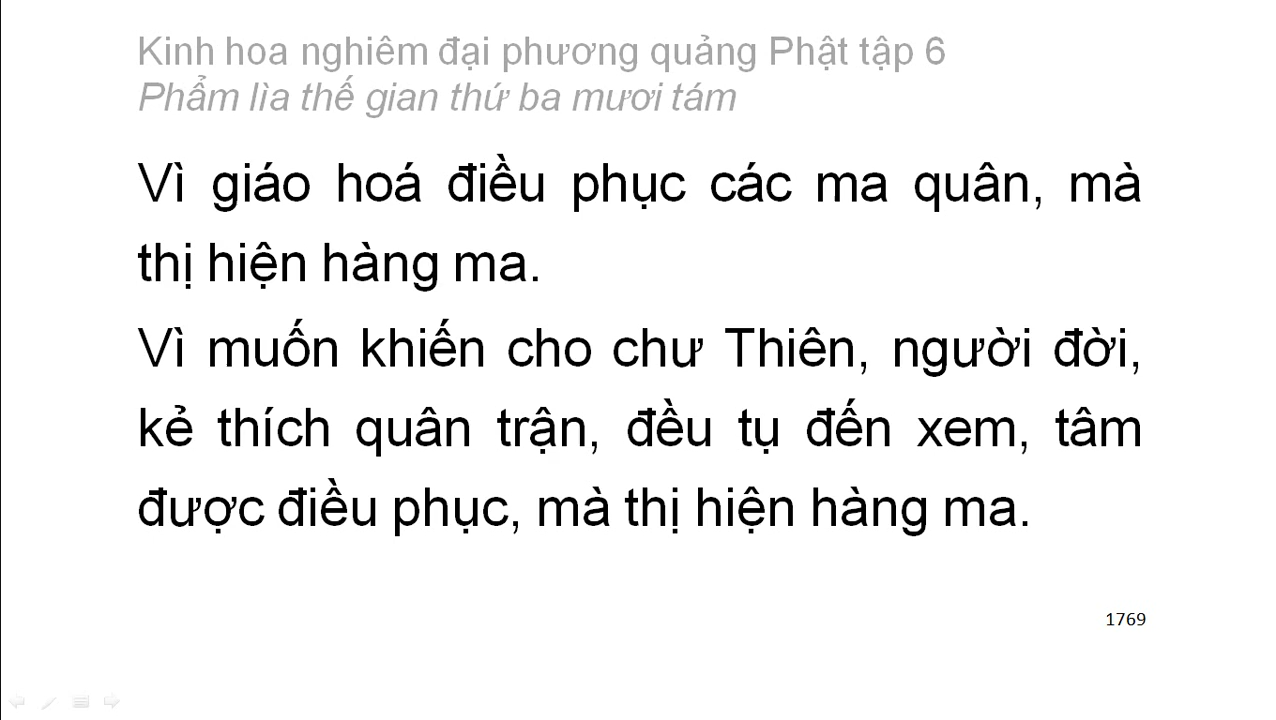 Kinh hoa nghiêm đại phương quảng Phật tập 6
Phẩm lìa thế gian thứ ba mươi tám
Vì giáo hoá điều phục các ma quân, mà
thị hiện hàng ma.
Vì muốn khiến cho chư Thiên, người đời,
kẻ thích quân trận, đều tụ đến xem, tâm
được điều phục, mà thị hiện hàng ma.
1769